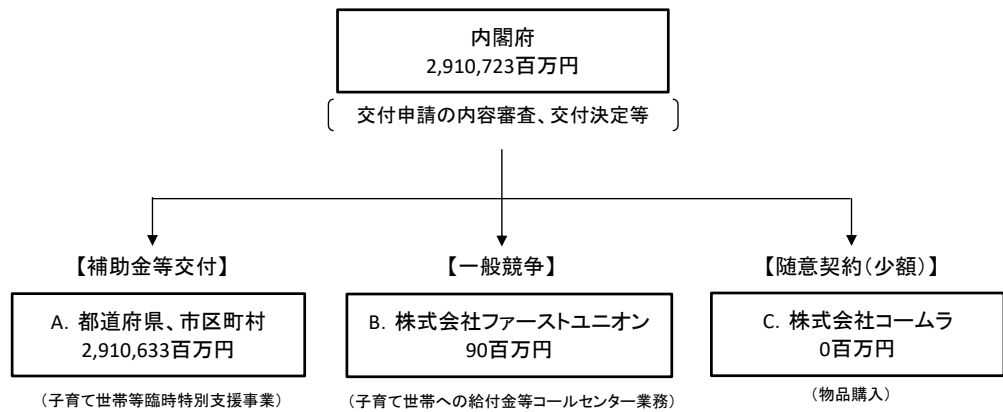 内閣府
2,910,723百万円
交付申請の内容審査、交付決定等
【補助金等交付】
A. 都道府県、市区町村
2,910,633百万円
（子育て世帯等臨時特別支援事業）
【一般競争】
B. 株式会社ファーストユニオン
90百万円
（子育て世帯への給付金等コールセンター業務）
【随意契約（少額）】
C. 株式会社コームラ
0百万円
（物品購入）